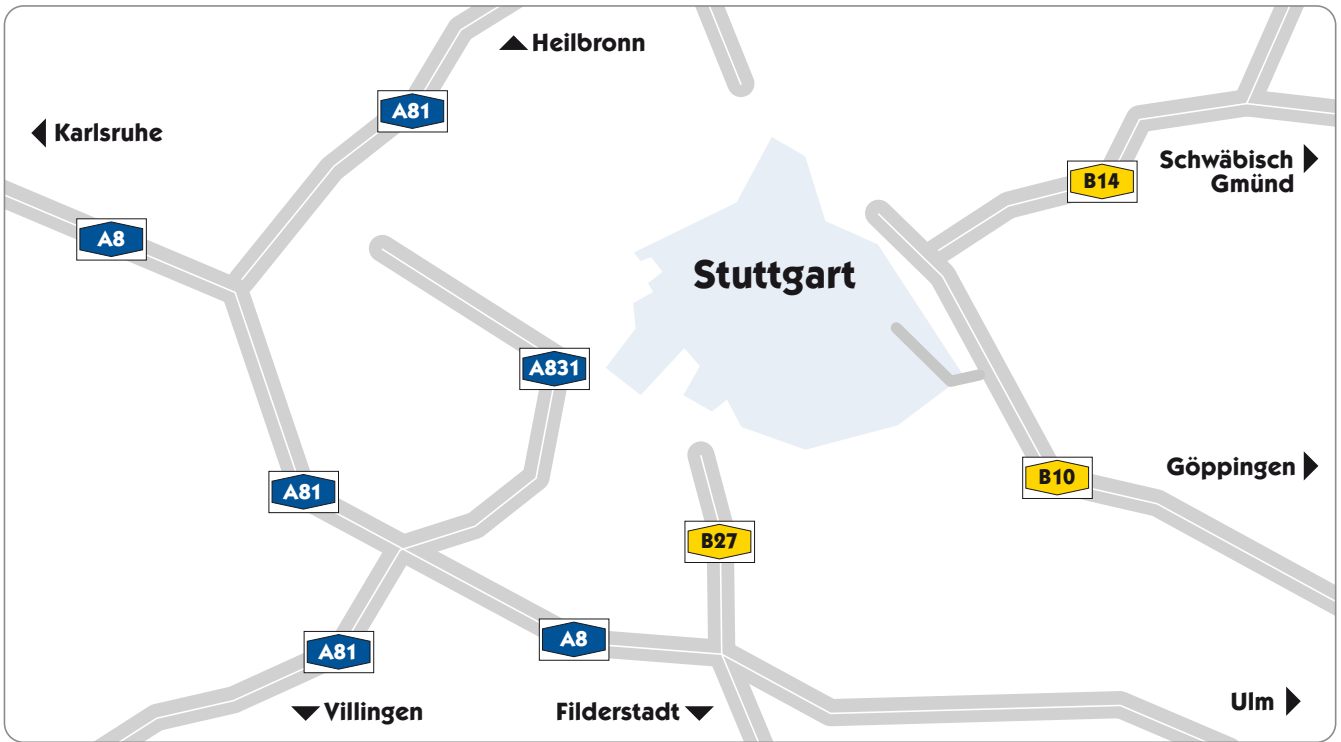 Heilbronn
A81
Karlsruhe
Schwäbisch
Gmünd
B14
A8
Stuttgart
A831
Göppingen
B10
A81
B27
A8
A81
Villingen
Filderstadt
Ulm